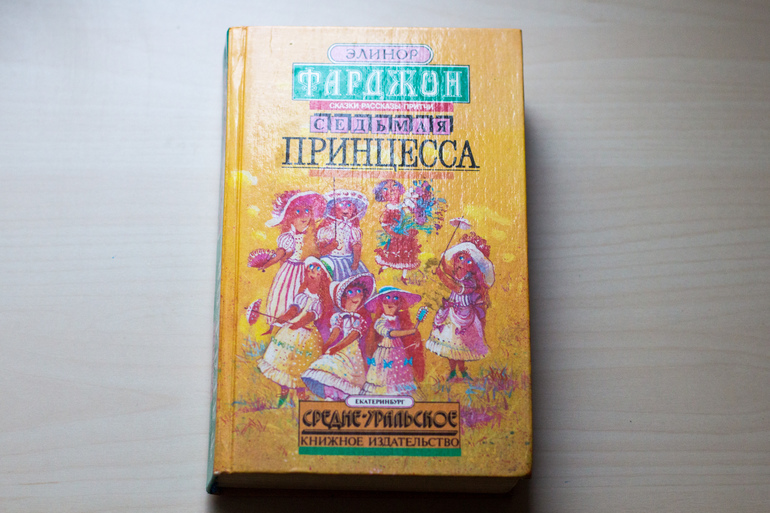 ЭЛИНОР
ФАРДЖОН
СКАЗКИ·РАССКАЗЫ·ПРИТЧИ
СЕДЬМАЯ
ПРИНЦЕССА
ЕКАТЕРИНБУРГ
СРЕДНЕ-УРАЛЬСКОЕ
КНИЖНОЕ ИЗДАТЕЛЬСТВО